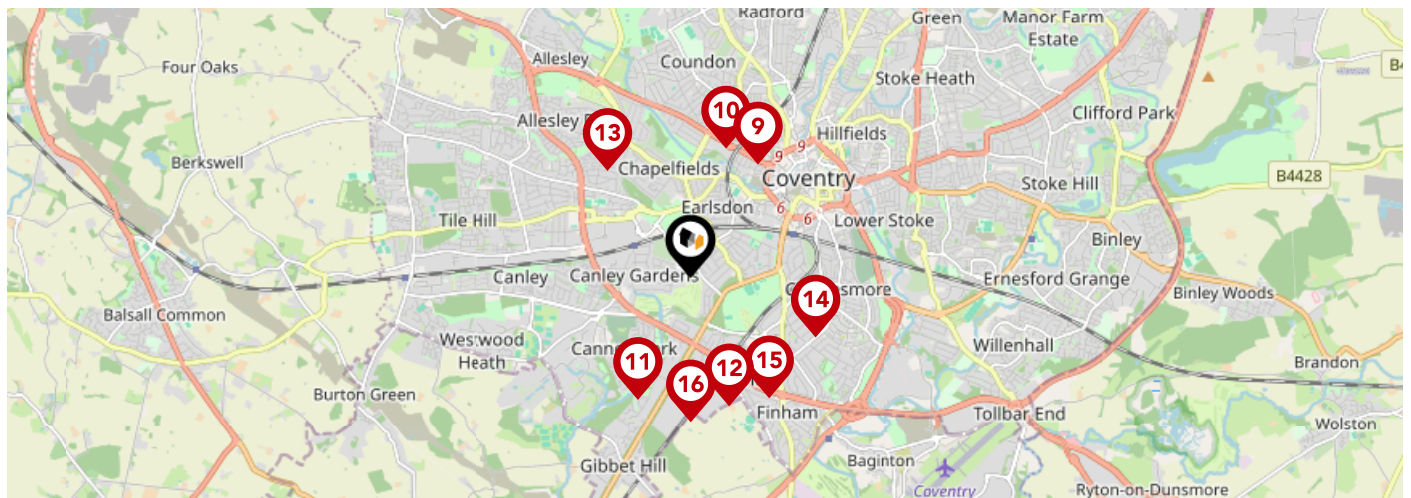 Radford
Green
Manor Farm
Estate
Allesley
Coundon
Four Oaks
Stoke Heath
B4
10
9
13
Allesley
Hillfields
Clifford Park
9
9
Berkswell
Chapelfields
Coventry
Stoke Hill
B4428
Earlsdon
6
6
Tile Hill
Lower Stoke
Binley
Canley
Canley Gardens
Ernesford Grange
Binley Woods
14
Balsall Common
Westwood
Heath
Willenhall
Brandon
11
12
15
16
Burton Green
Finham
Tollbar End
Wolston
Gibbet Hill
Baginton
Coventry
Ryton-on-Dunsmore